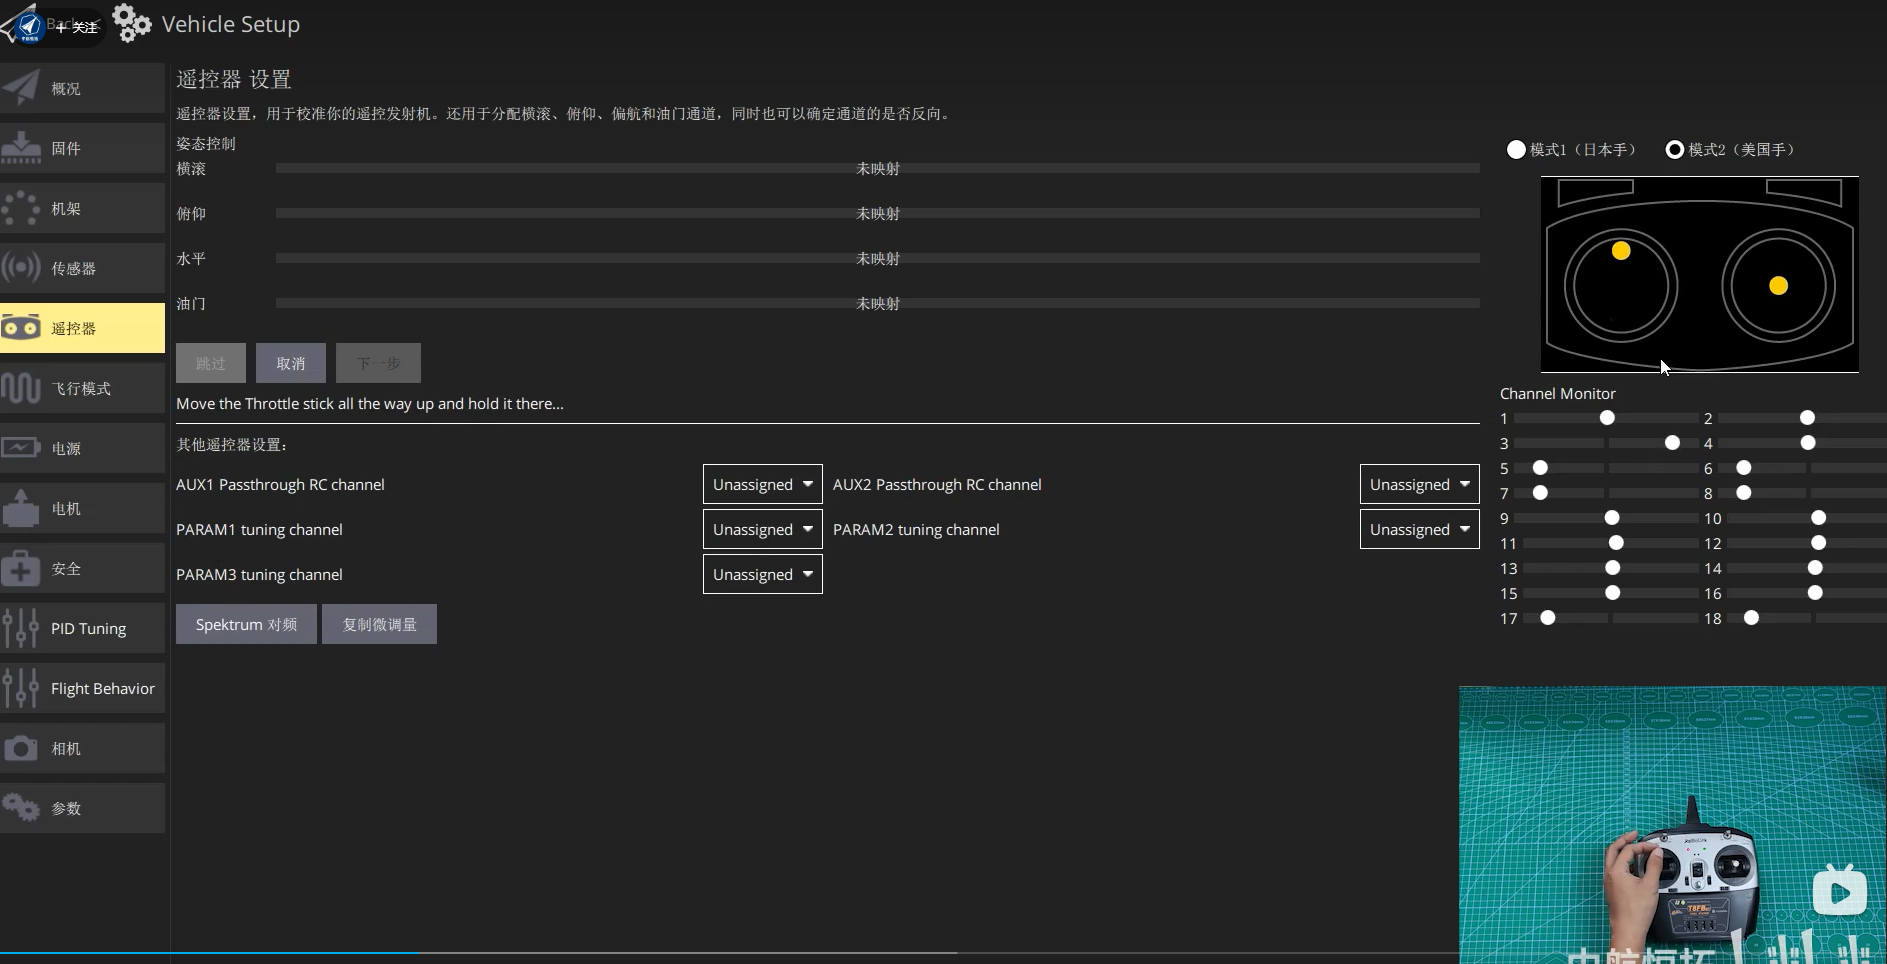 Back <
+ 关注
Vehicle Setup
概况
固件
机架
传感器
遥控器
飞行模式
电源
电机
安全
PID Tuning
Flight Behavior
相机
参数
遥控器 设置
遥控器设置，用于校准你的遥控发射机。还用于分配横滚、俯仰、偏航和油门通道，同时也可以确定通道的是否反向。
姿态控制
横滚 未映射
俯仰 未映射
水平 未映射
油门 未映射
跳过 取消 下一步
Move the Throttle stick all the way up and hold it there...
其他遥控器设置：
AUX1 Passthrough RC channel Unassigned AUX2 Passthrough RC channel Unassigned
PARAM1 tuning channel Unassigned PARAM2 tuning channel Unassigned
PARAM3 tuning channel Unassigned
Spektrum 对频 复制微调量
模式1（日本手） 模式2（美国手）
Channel Monitor
1 2
3 4
5 6
7 8
9 10
11 12
13 14
15 16
17 18
RadioLink
T8FB
中航恒拓